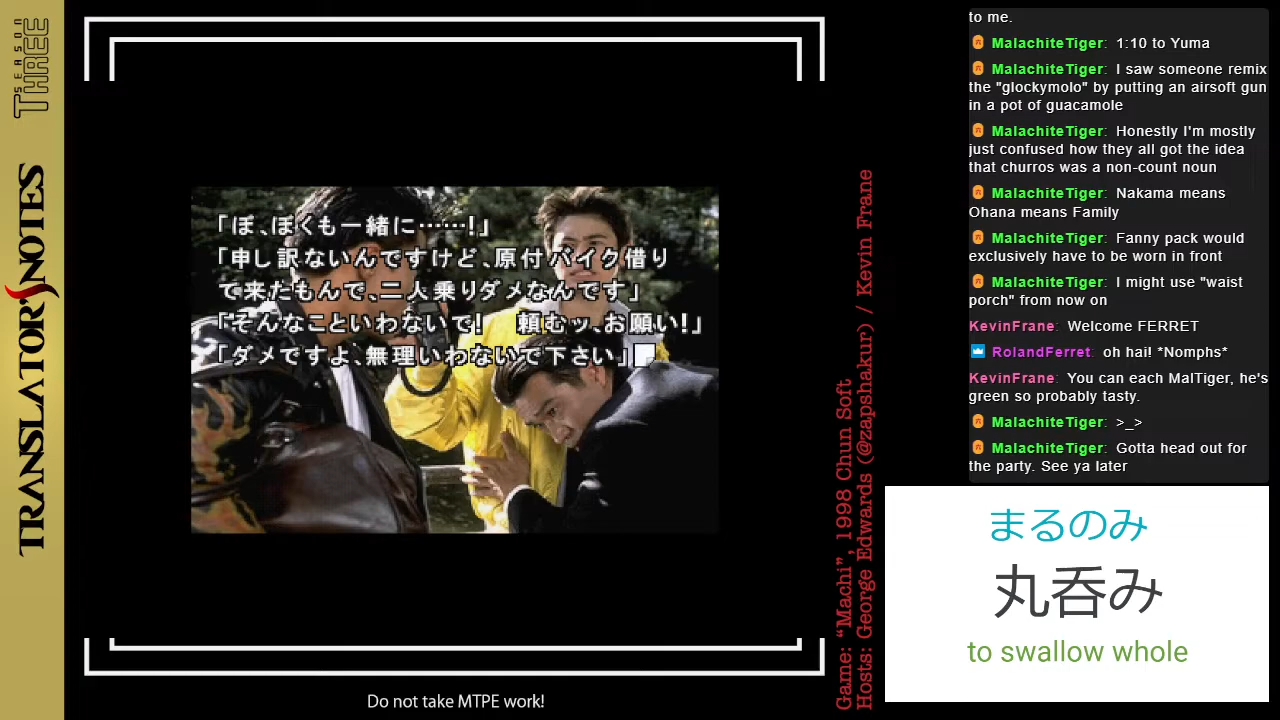 SEASON
THREE
TRANSLATOR'S NOTES
「ぼ、ぼくも一緒に……!」
「申し訳ないんですけど、原付バイク借り
て来たもんで、二人乗りダメなんです」
「そんなこといわないで!　頼むッ、お願い!」
「ダメですよ、無理いわないで下さい」
Do not take MTPE work!
Game: “Machi”, 1998 Chun Soft
Hosts: George Edwards (@zapshakur) / Kevin Frane
to me.
MalachiteTiger: 1:10 to Yuma
MalachiteTiger: I saw someone remix
the "glockymolo" by putting an airsoft gun
in a pot of guacamole
MalachiteTiger: Honestly I'm mostly
just confused how they all got the idea
that churros was a non-count noun
MalachiteTiger: Nakama means
Ohana means Family
MalachiteTiger: Fanny pack would
exclusively have to be worn in front
MalachiteTiger: I might use "waist
porch" from now on
KevinFrane: Welcome FERRET
RolandFerret: oh hai! *Nomphs*
KevinFrane: You can each MalTiger, he's
green so probably tasty.
MalachiteTiger: >_>
MalachiteTiger: Gotta head out for
the party. See ya later
まるのみ
丸呑み
to swallow whole